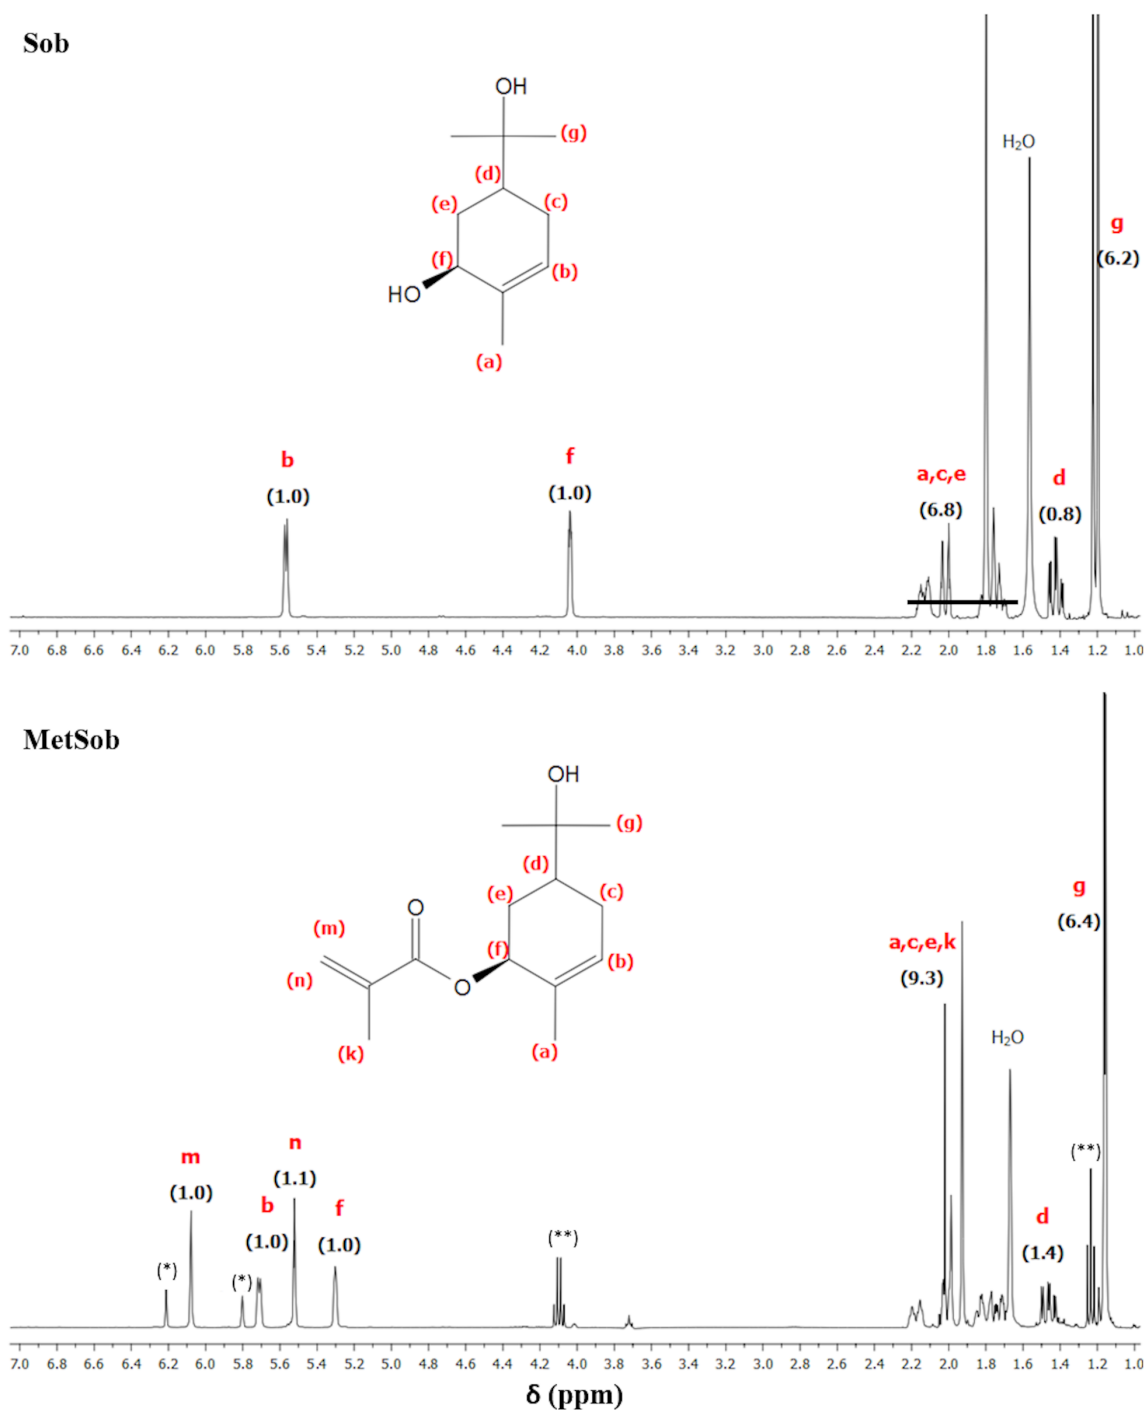 Sob
OH
(g)
(d)
(e)
(c)
(f)
(b)
HO
(a)
H₂O
g
(6.2)
b
(1.0)
f
(1.0)
a,c,e
(6.8)
d
(0.8)
7.0 6.8 6.6 6.4 6.2 6.0 5.8 5.6 5.4 5.2 5.0 4.8 4.6 4.4 4.2 4.0 3.8 3.6 3.4 3.2 3.0 2.8 2.6 2.4 2.2 2.0 1.8 1.6 1.4 1.2 1.0
MetSob
OH
(g)
(d)
(e)
(c)
O
(m)
(f)
(b)
(n)
O
(k)
(a)
g
(6.4)
a,c,e,k
(9.3)
H₂O
m
(1.0)
n
(1.1)
b
(1.0)
f
(1.0)
(*)
(*)
(**)
d
(1.4)
(**)
7.0 6.8 6.6 6.4 6.2 6.0 5.8 5.6 5.4 5.2 5.0 4.8 4.6 4.4 4.2 4.0 3.8 3.6 3.4 3.2 3.0 2.8 2.6 2.4 2.2 2.0 1.8 1.6 1.4 1.2 1.0
δ (ppm)